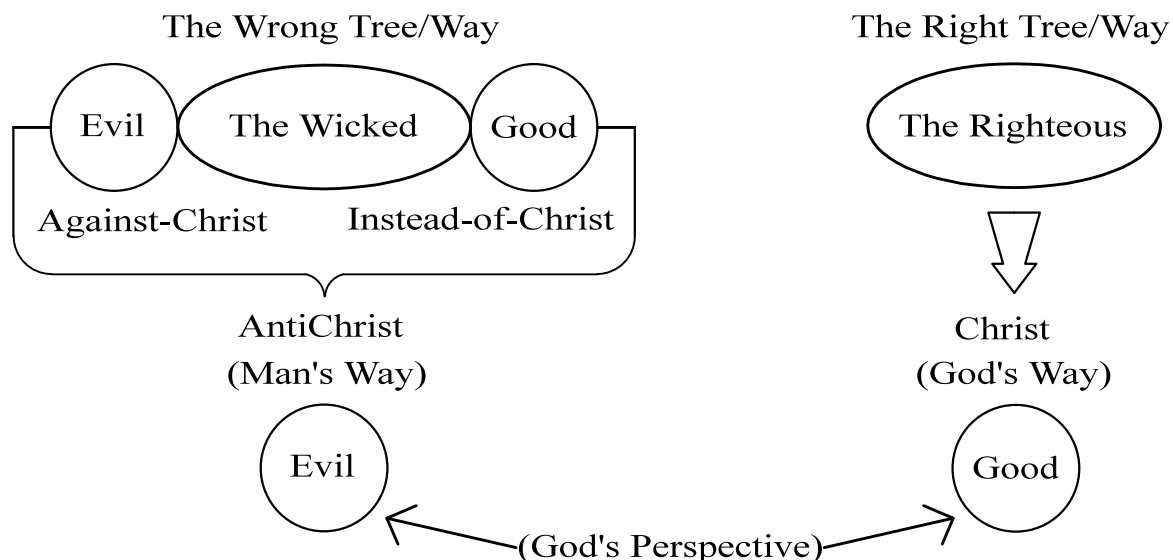 The Wrong Tree/Way
The Right Tree/Way
Evil
The Wicked
Good
The Righteous
Against-Christ
Instead-of-Christ
AntiChrist
(Man's Way)
Christ
(God's Way)
Evil
Good
(God's Perspective)